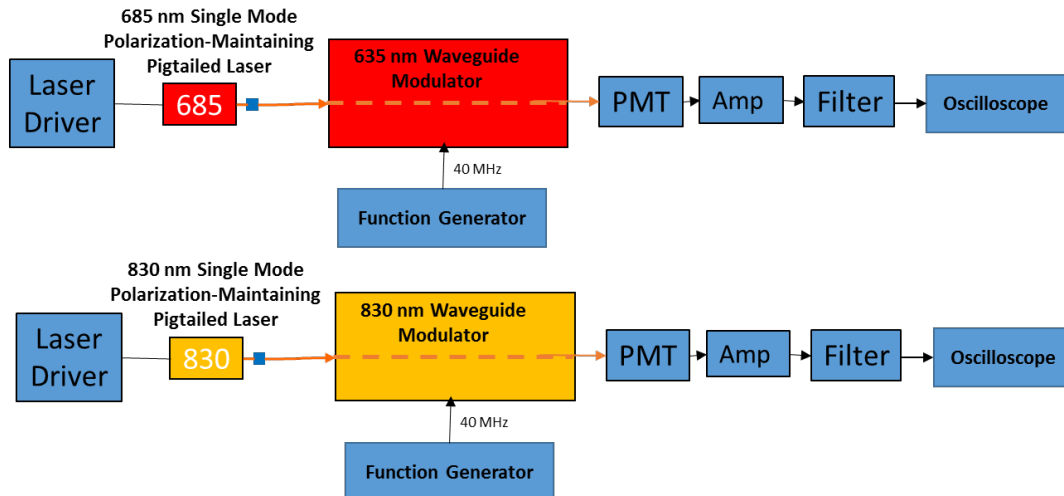 685 nm Single Mode
Polarization-Maintaining
Pigtailed Laser
Laser
Driver
685
635 nm Waveguide
Modulator
PMT
Amp
Filter
Oscilloscope
40 MHz
Function Generator
830 nm Single Mode
Polarization-Maintaining
Pigtailed Laser
Laser
Driver
830
830 nm Waveguide
Modulator
PMT
Amp
Filter
Oscilloscope
40 MHz
Function Generator